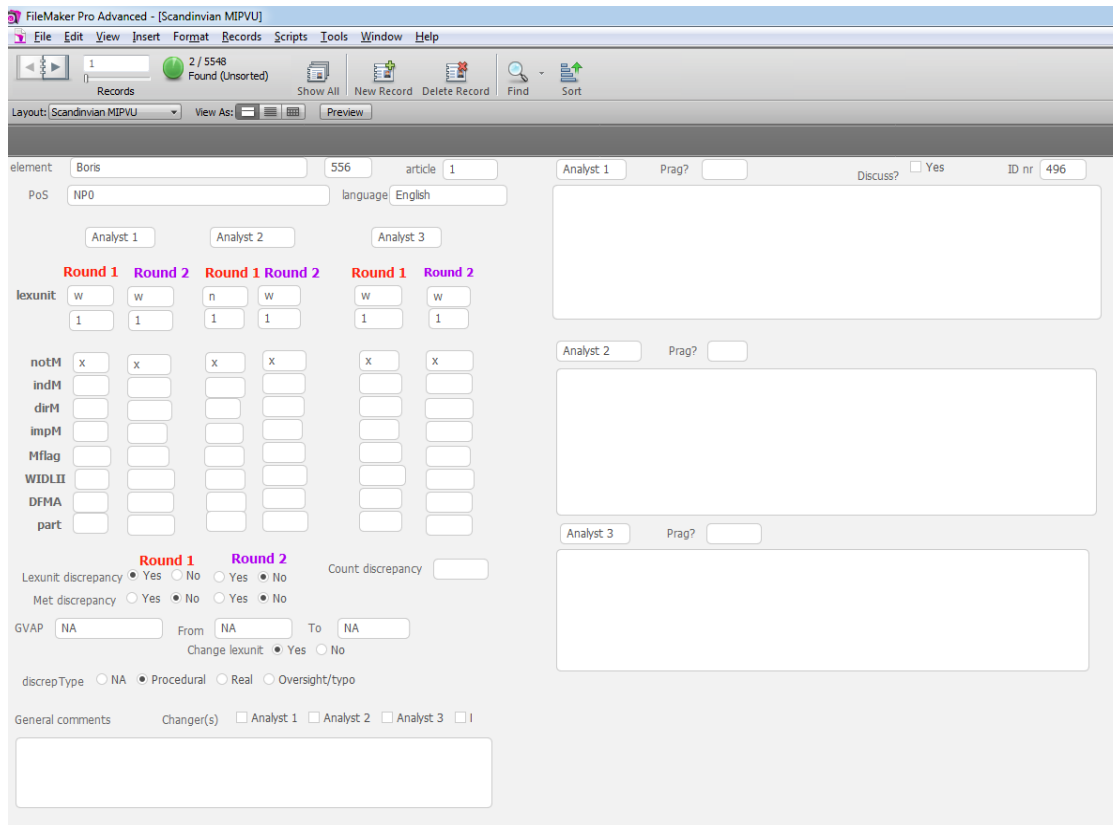 FileMaker Pro Advanced - [Scandinvian MIPVU]
File Edit View Insert Format Records Scripts Tools Window Help
1
2 / 5548
Found (Unsorted)
Records Show All New Record Delete Record Find Sort
Layout: Scandinvian MIPVU View As: Preview
element Boris 556 article 1 Analyst 1 Prag? Discuss? Yes ID nr 496
PoS NP0 language English
Analyst 1 Analyst 2 Analyst 3
Round 1 Round 2 Round 1 Round 2 Round 1 Round 2
lexunit w w n w w w
1 1 1 1 1 1
Analyst 2 Prag?
notM x x x x x x
indM
dirM
impM
Mflag
WIDLII
DFMA
part
Analyst 3 Prag?
Round 1 Round 2
Lexunit discrepancy Yes No Yes No Count discrepancy
Met discrepancy Yes No Yes No
GVAP NA From NA To NA
Change lexunit Yes No
discrepType NA Procedural Real Oversight/typo
General comments Changer(s) Analyst 1 Analyst 2 Analyst 3 I